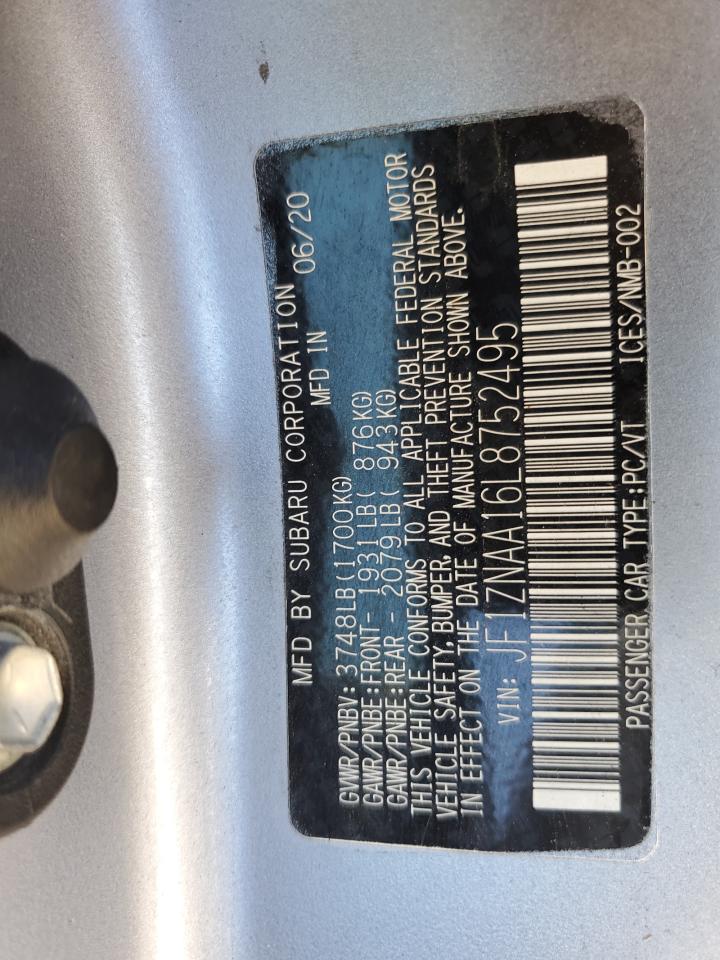 MFD BY SUBARU CORPORATION
MFD IN 06/20
GVWR/PNBV: 3748LB(1700KG)
GAWR/PNBE:FRONT- 1931LB( 876KG)
GAWR/PNBE:REAR - 2079LB( 943KG)
THIS VEHICLE CONFORMS TO ALL APPLICABLE FEDERAL MOTOR
VEHICLE SAFETY, BUMPER, AND THEFT PREVENTION STANDARDS
IN EFFECT ON THE DATE OF MANUFACTURE SHOWN ABOVE.
VIN: JF1ZNAA16L8752495
PASSENGER CAR TYPE:PC/VT ICES/NMB-002